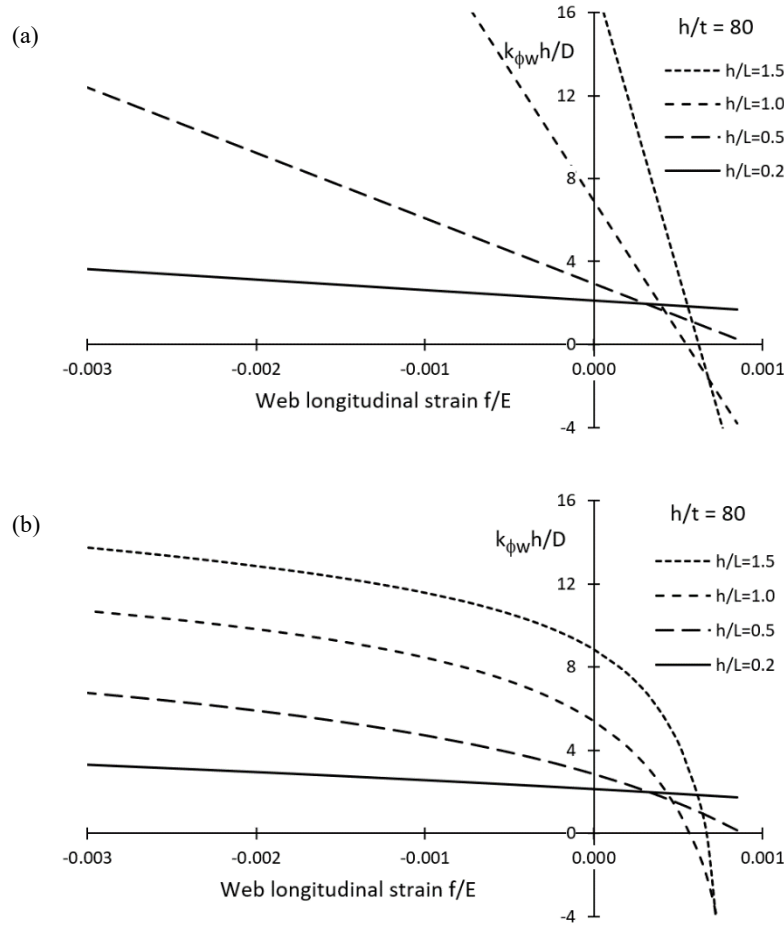 (a)
16
k_ϕwh/D
h/t = 80
h/L=1.5
h/L=1.0
h/L=0.5
h/L=0.2
12
8
4
0
-0.003
-0.002
-0.001
0.000
0.001
Web longitudinal strain f/E
-4
(b)
16
k_ϕwh/D
h/t = 80
h/L=1.5
h/L=1.0
h/L=0.5
h/L=0.2
12
8
4
0
-0.003
-0.002
-0.001
0.000
0.001
Web longitudinal strain f/E
-4